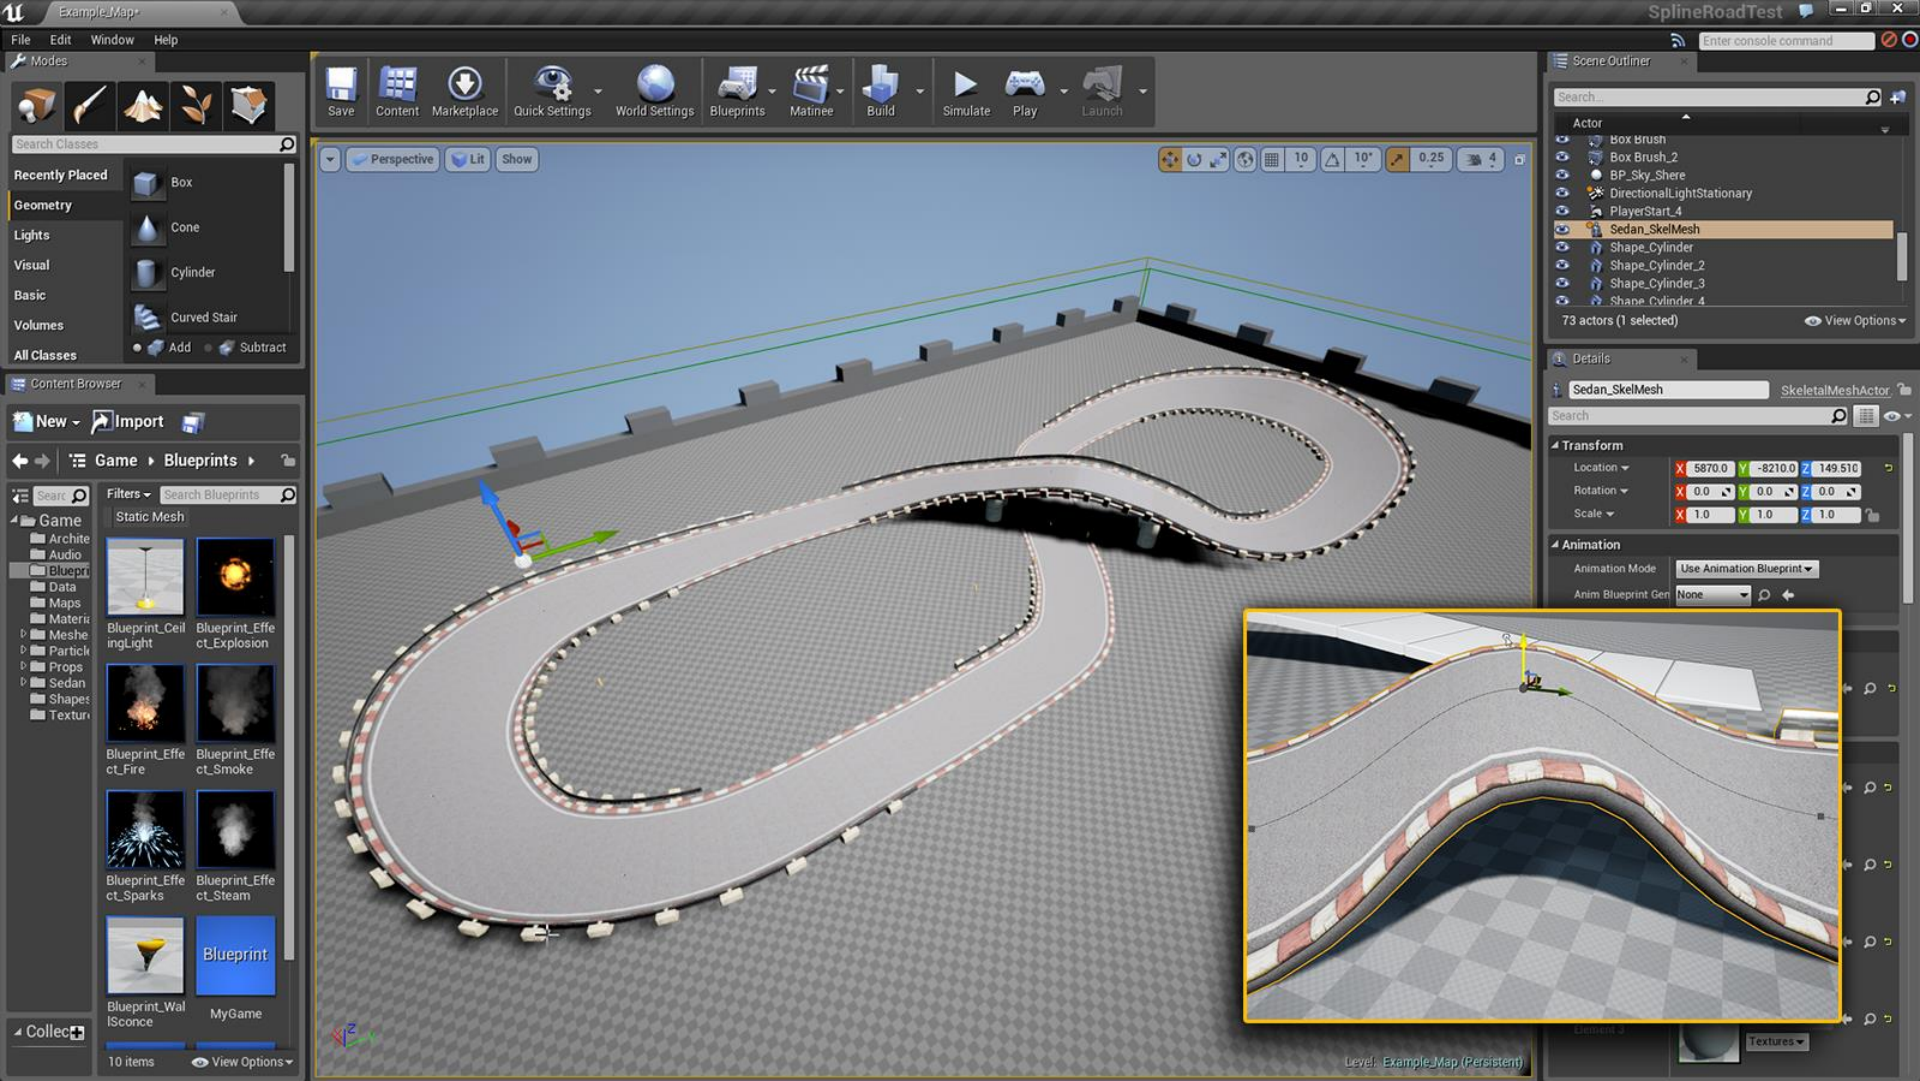 Example_Map*
SplineRoadTest
File Edit Window Help
Enter console command
Modes
Search Classes
Recently Placed
Geometry
Lights
Visual
Basic
Volumes
All Classes
Box
Cone
Cylinder
Curved Stair
Add Subtract
Save Content Marketplace Quick Settings World Settings Blueprints Matinee Build Simulate Play Launch
Perspective Lit Show
10 10° 0.25 4
Content Browser
New Import
Game Blueprints
Searc
Filters Search Blueprints
Static Mesh
Game
Archite
Audio
Bluepri
Data
Maps
Materia
Meshe
Particle
Props
Sedan
Shapes
Texture
Blueprint_Cei
lingLight
Blueprint_Effe
ct_Explosion
Blueprint_Effe
ct_Fire
Blueprint_Effe
ct_Smoke
Blueprint_Effe
ct_Sparks
Blueprint_Effe
ct_Steam
Blueprint_Wal
lSconce
Blueprint
MyGame
Collec
10 items View Options
Z
Level: Example_Map (Persistent)
Scene Outliner
Search...
Actor
Box Brush
Box Brush_2
BP_Sky_Shere
DirectionalLightStationary
PlayerStart_4
Sedan_SkelMesh
Shape_Cylinder
Shape_Cylinder_2
Shape_Cylinder_3
Shape_Cylinder_4
73 actors (1 selected) View Options
Details
Sedan_SkelMesh SkeletalMeshActor
Search
Transform
Location X 5870.0 Y -8210.0 Z 149.510
Rotation X 0.0 Y 0.0 Z 0.0
Scale X 1.0 Y 1.0 Z 1.0
Animation
Animation Mode Use Animation Blueprint
Anim Blueprint Gen None
Element 3
Textures